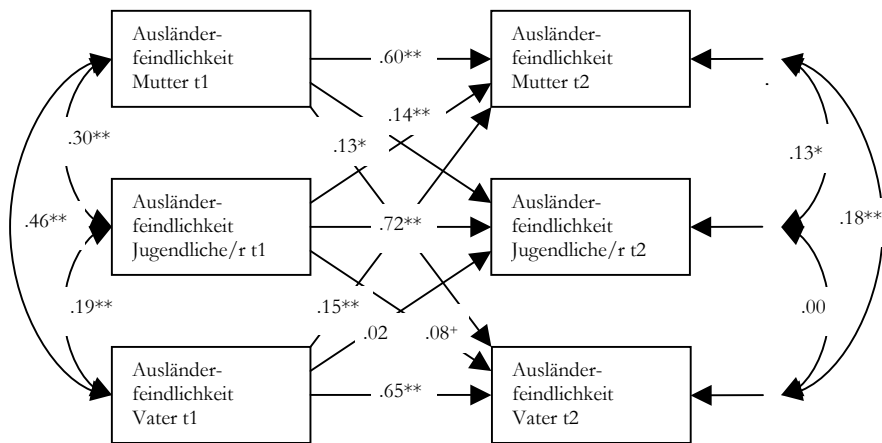 Ausländer-
feindlichkeit
Mutter t1
.60**
Ausländer-
feindlichkeit
Mutter t2
.
.30**
.13*
.14**
.13*
.46**
Ausländer-
feindlichkeit
Jugendliche/r t1
.72**
Ausländer-
feindlichkeit
Jugendliche/r t2
.18**
.19**
.15**
.02
.08+
.00
Ausländer-
feindlichkeit
Vater t1
.65**
Ausländer-
feindlichkeit
Vater t2